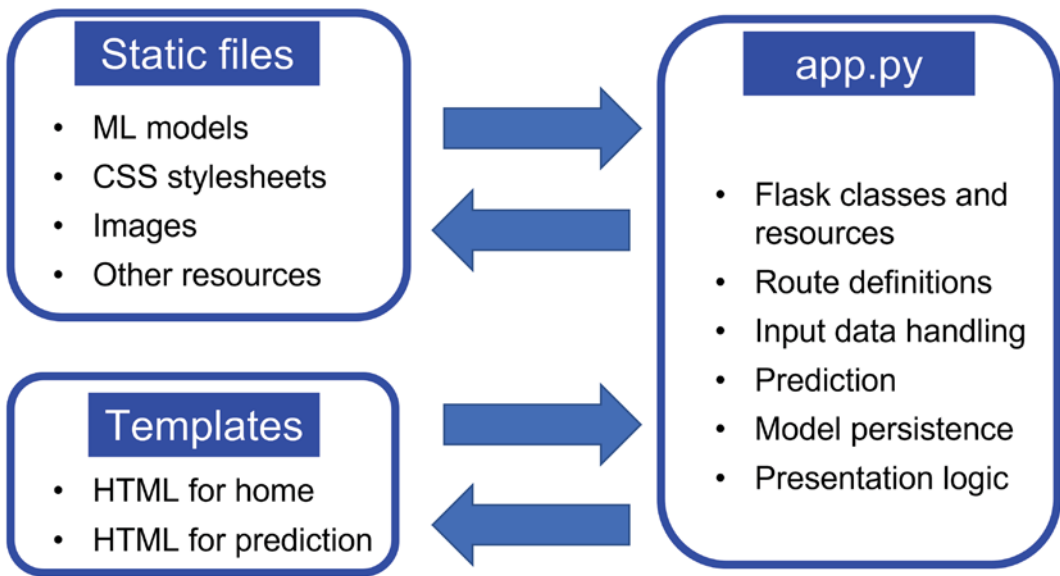 Static files
• ML models
• CSS stylesheets
• Images
• Other resources
Templates
• HTML for home
• HTML for prediction
app.py
• Flask classes and
resources
• Route definitions
• Input data handling
• Prediction
• Model persistence
• Presentation logic